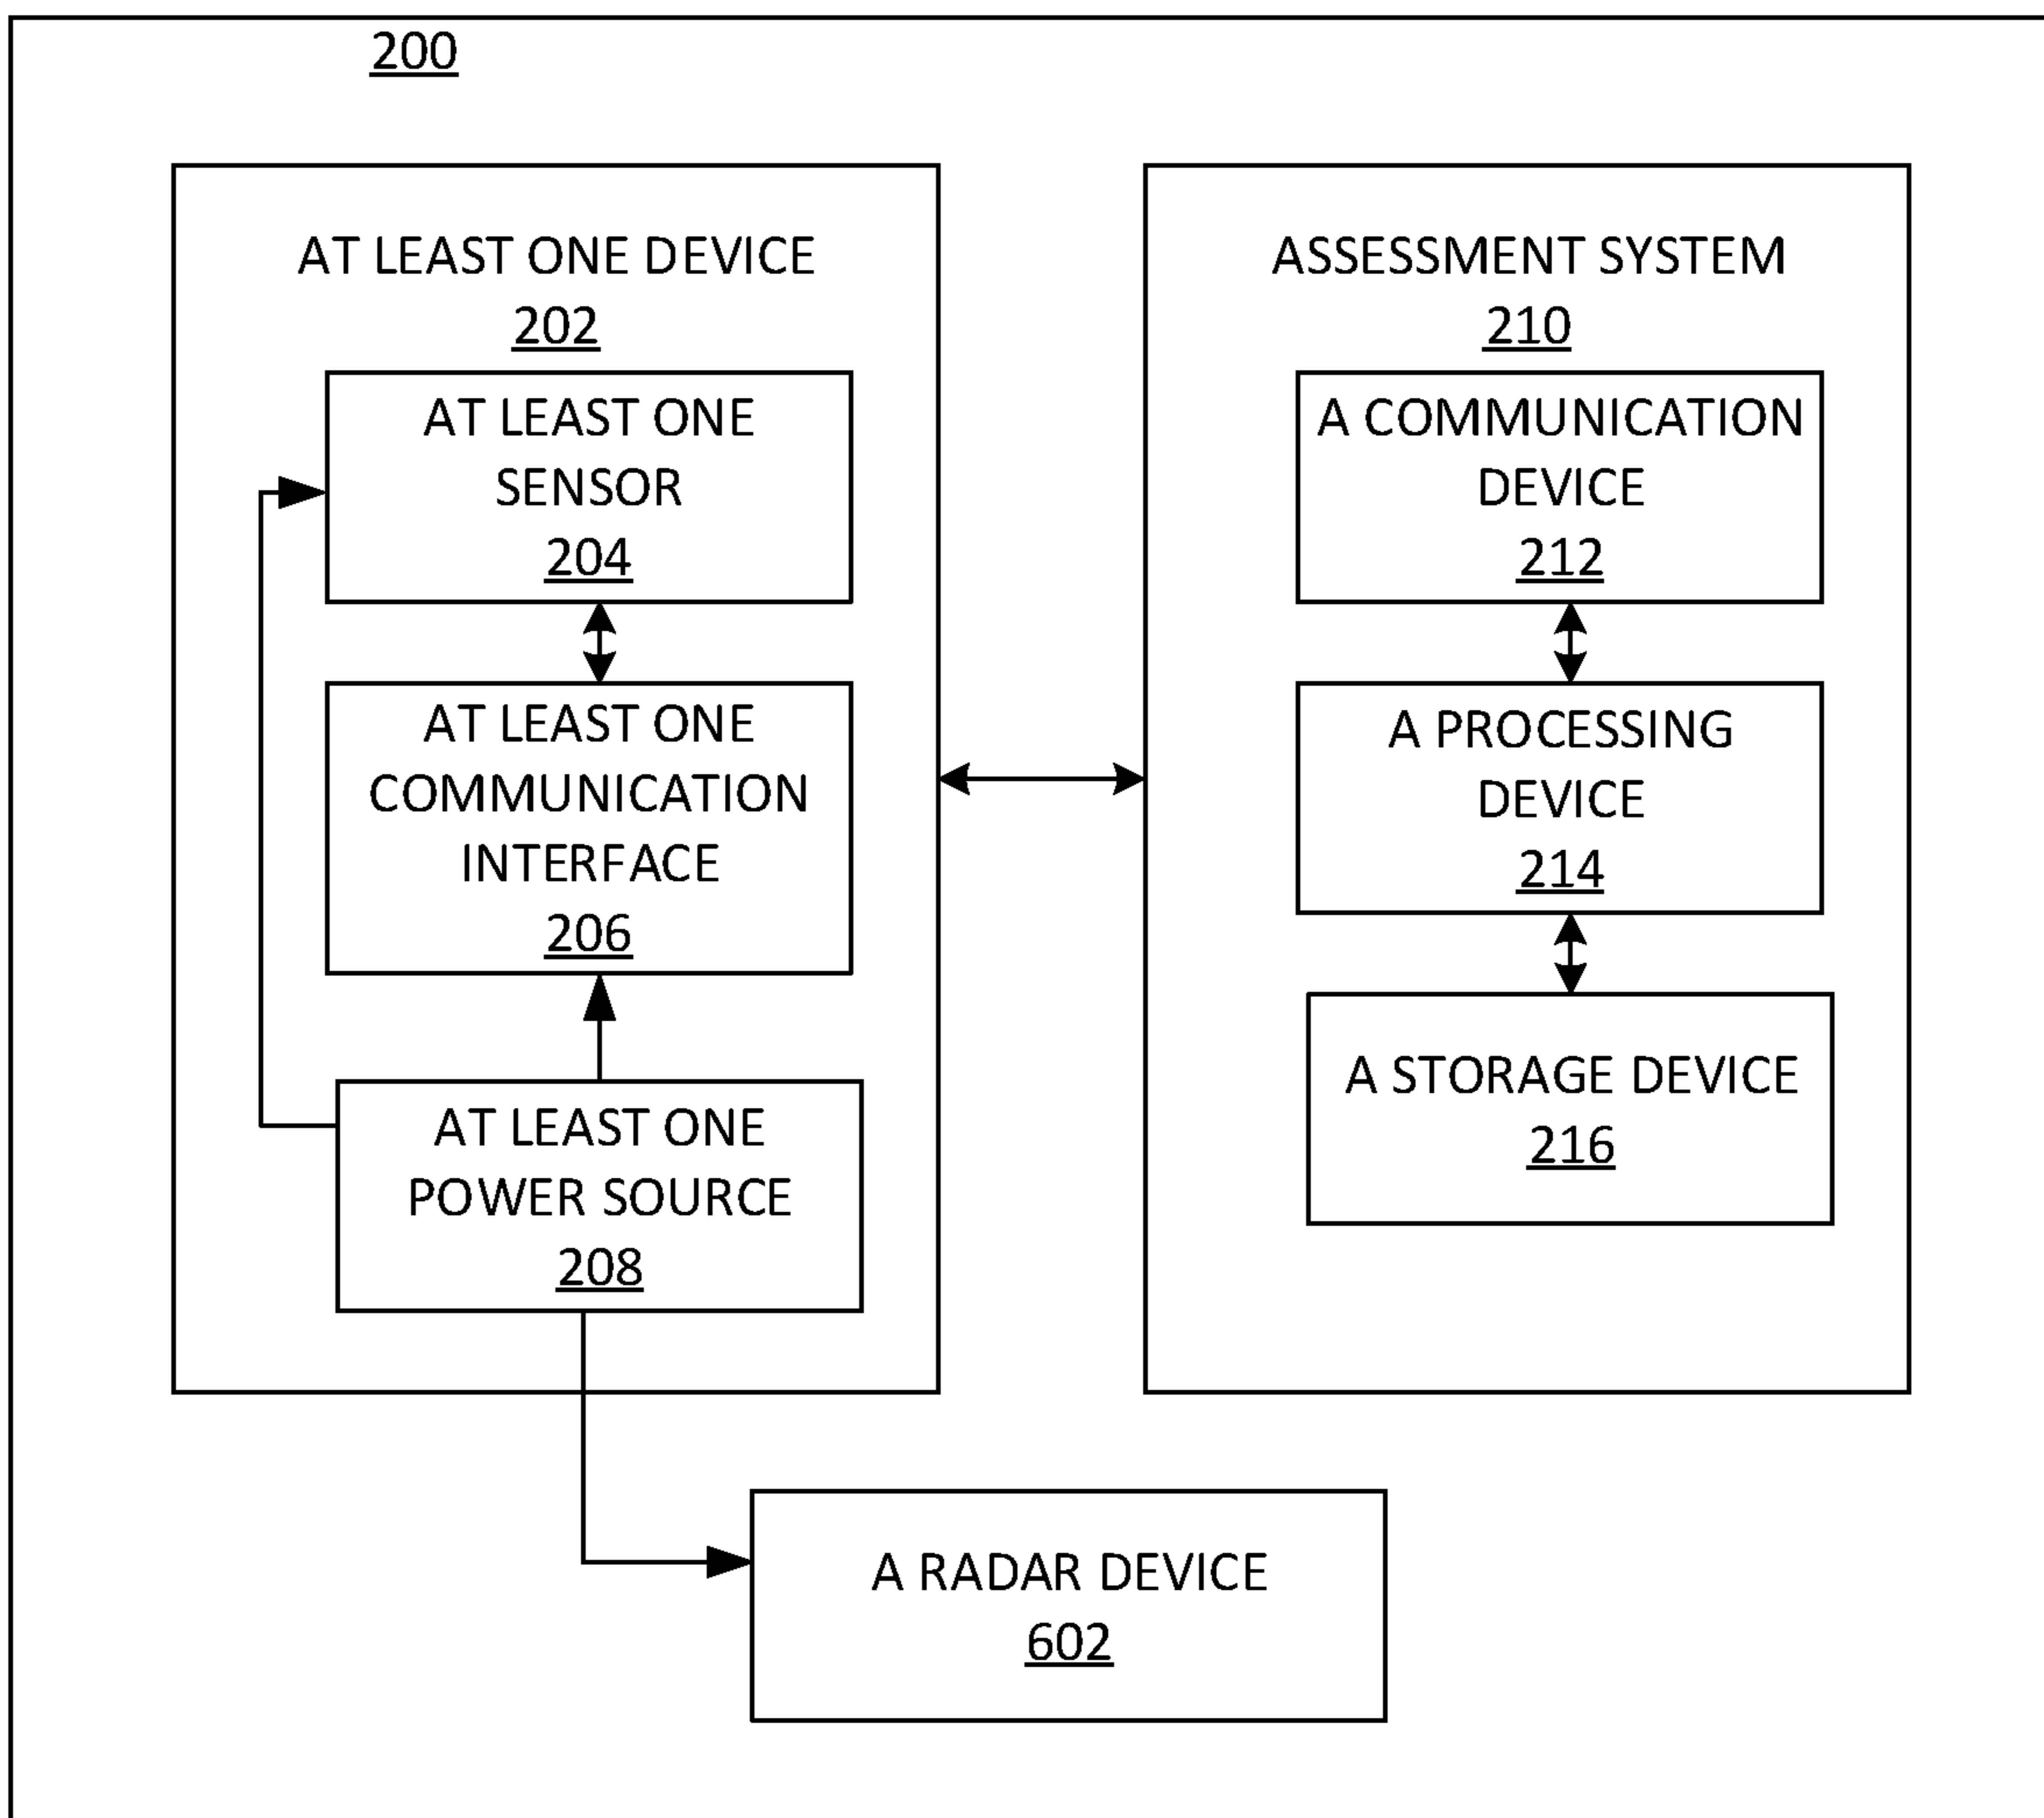 200
AT LEAST ONE DEVICE
202
AT LEAST ONE
SENSOR
204
AT LEAST ONE
COMMUNICATION
INTERFACE
206
AT LEAST ONE
POWER SOURCE
208
ASSESSMENT SYSTEM
210
A COMMUNICATION
DEVICE
212
A PROCESSING
DEVICE
214
A STORAGE DEVICE
216
A RADAR DEVICE
602